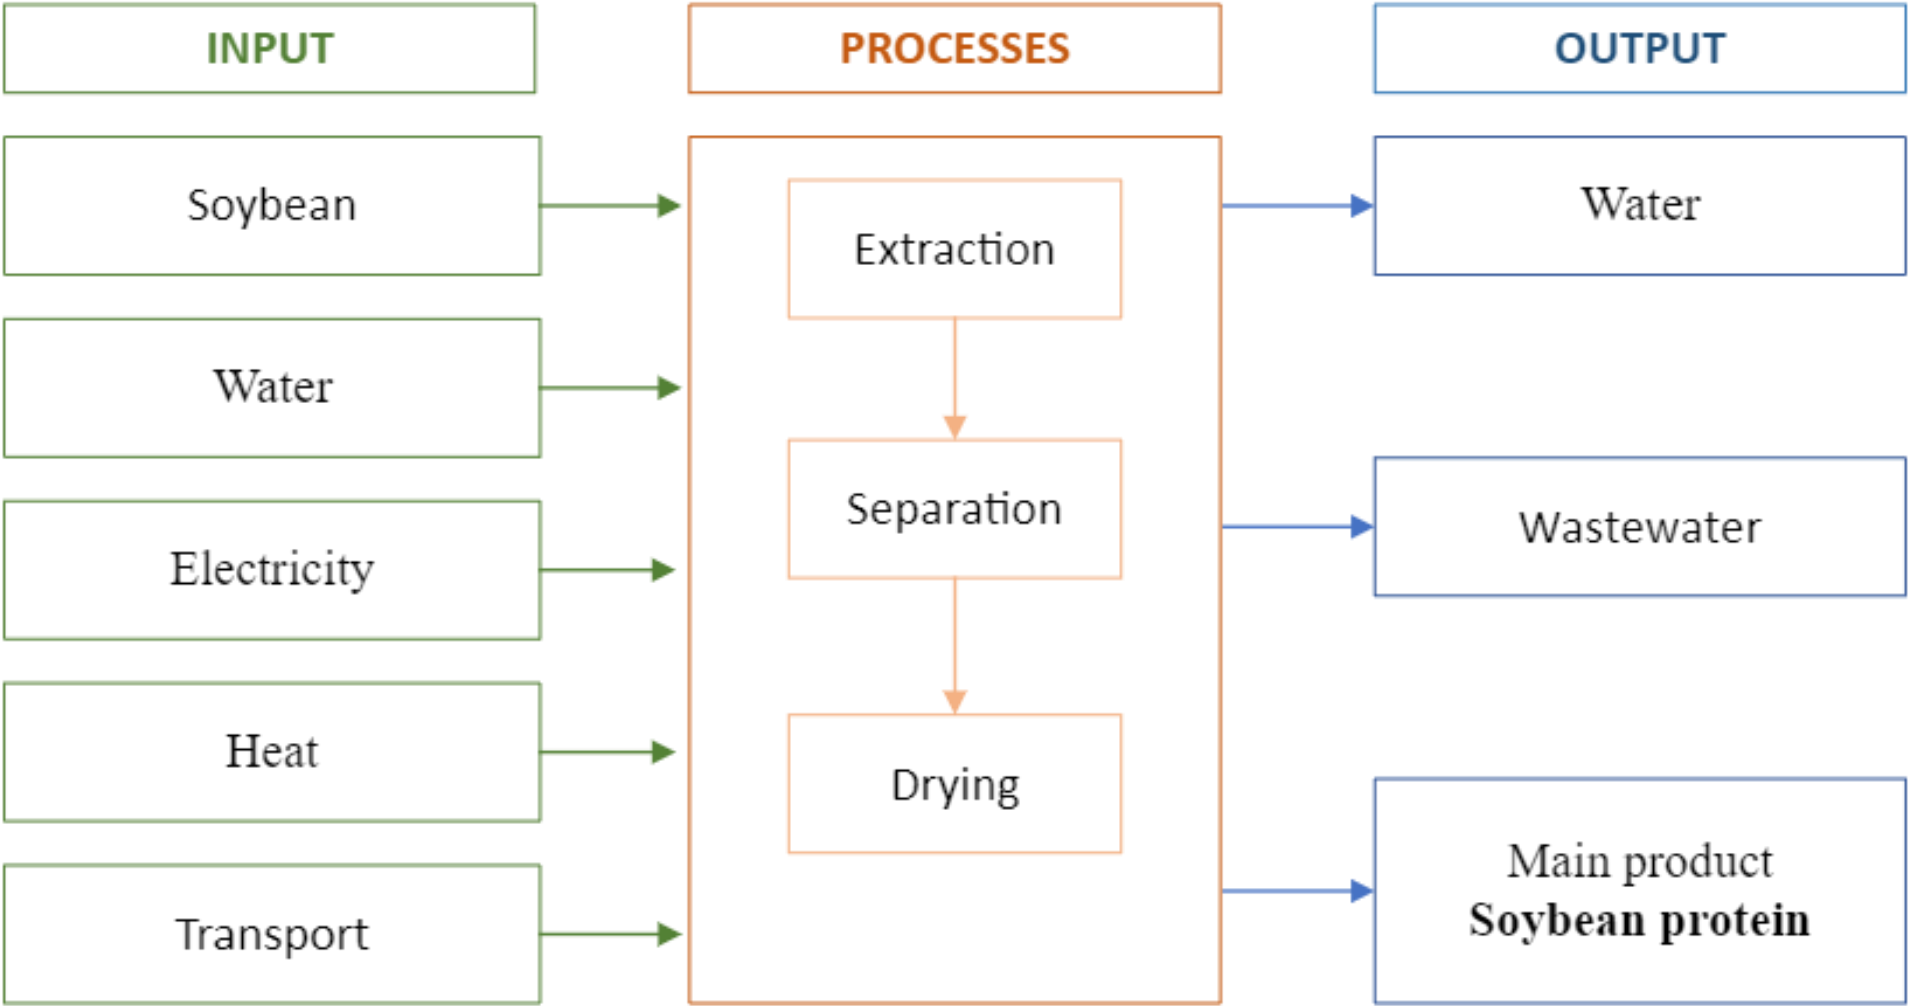 INPUT
PROCESSES
OUTPUT
Soybean
Water
Electricity
Heat
Transport
Extraction
Separation
Drying
Water
Wastewater
Main product
Soybean protein